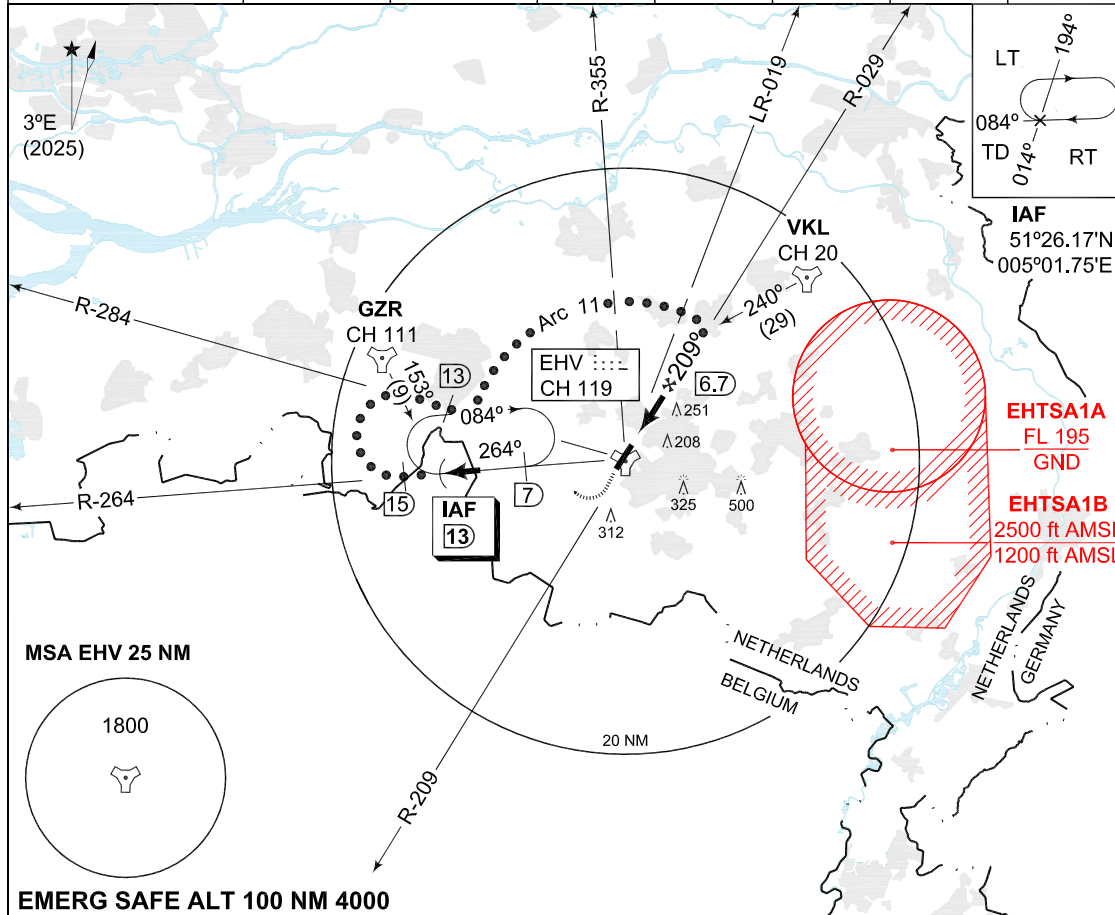 3ºE
(2025)
R-355
LR-019
R-029
LT
194º
084º
TD
014º
RT
IAF
51º26.17'N
005º01.75'E
VKL
CH 20
240º
(29)
R-284
GZR
CH 111
153º
(9)
13
Arc 11
EHV
CH 119
209º
6.7
251
208
084º
264º
7
15
IAF
13
R-264
312
325
500
EHTSA1A
FL 195
GND
EHTSA1B
2500 ft AMSL
1200 ft AMSL
NETHERLANDS
BELGIUM
NETHERLANDS
GERMANY
20 NM
R-209
MSA EHV 25 NM
1800
EMERG SAFE ALT 100 NM 4000